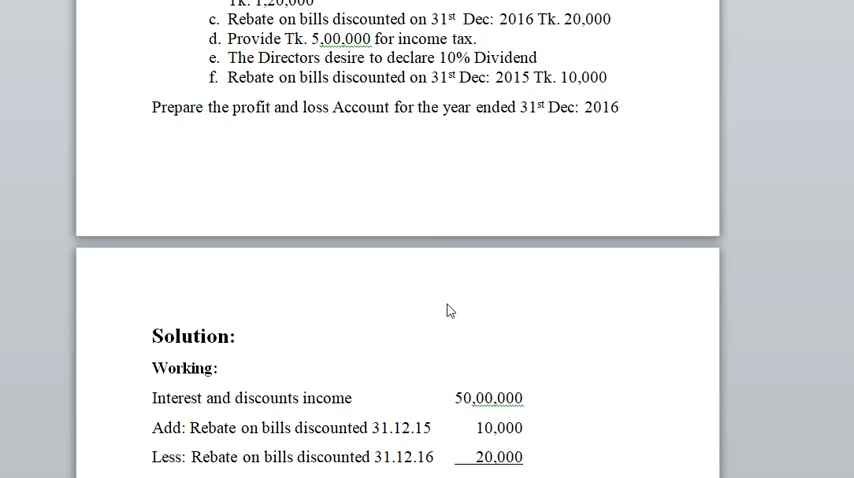 Tk. 1,20,000
c. Rebate on bills discounted on 31st Dec: 2016 Tk. 20,000
d. Provide Tk. 5,00,000 for income tax.
e. The Directors desire to declare 10% Dividend
f. Rebate on bills discounted on 31st Dec: 2015 Tk. 10,000
Prepare the profit and loss Account for the year ended 31st Dec: 2016
Solution:
Working:
Interest and discounts income 50,00,000
Add: Rebate on bills discounted 31.12.15 10,000
Less: Rebate on bills discounted 31.12.16 20,000